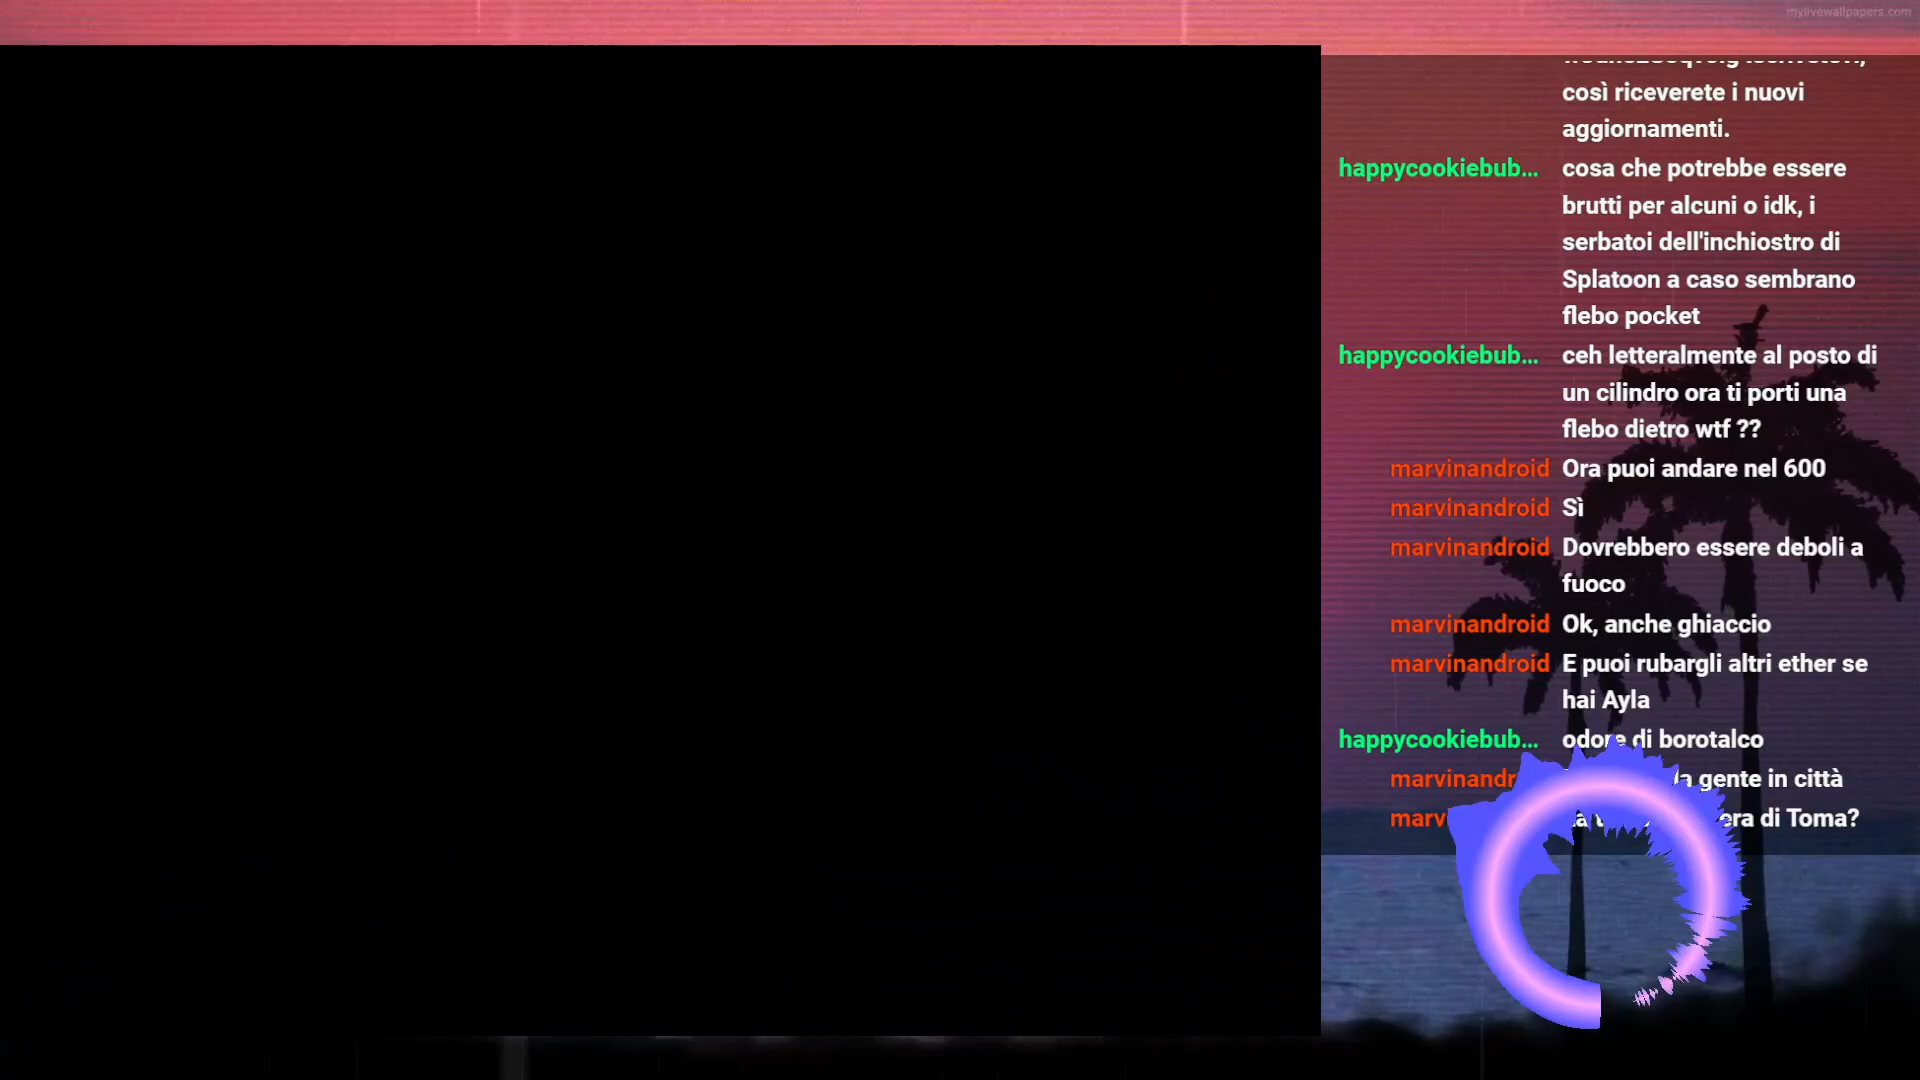 mylivewallpapers.com
così riceverete i nuovi
aggiornamenti.
happycookiebub... cosa che potrebbe essere
brutti per alcuni o idk, i
serbatoi dell'inchiostro di
Splatoon a caso sembrano
flebo pocket
happycookiebub... ceh letteralmente al posto di
un cilindro ora ti porti una
flebo dietro wtf ??
marvinandroid Ora puoi andare nel 600
marvinandroid Sì
marvinandroid Dovrebbero essere deboli a
fuoco
marvinandroid Ok, anche ghiaccio
marvinandroid E puoi rubargli altri ether se
hai Ayla
happycookiebub... odore di borotalco
gente in città
di Toma?